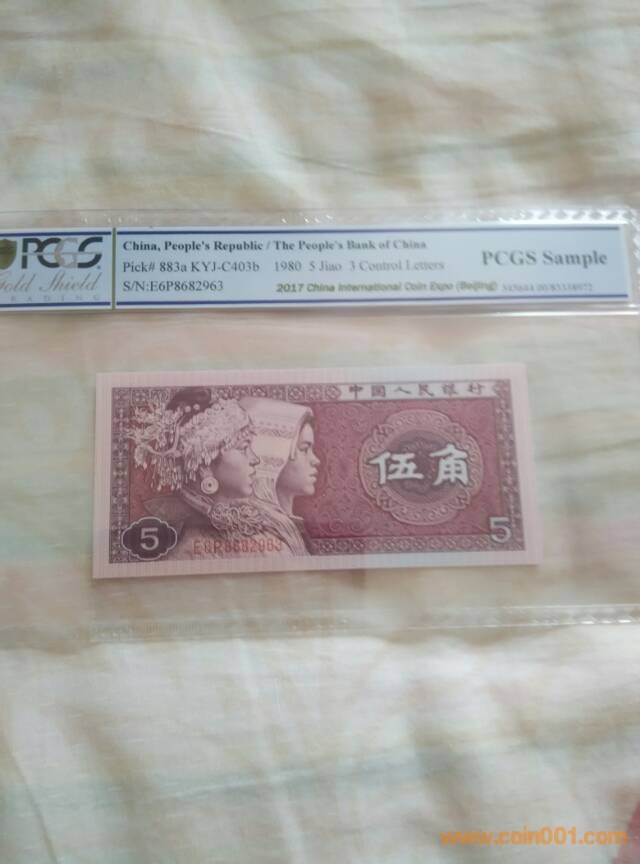 PCGS
Gold Shield
GRADING
China, People's Republic / The People's Bank of China
Pick# 883a KYJ-C403b 1980 5 Jiao 3 Control Letters
S/N:E6P8682963 2017 China International Coin Expo (Beijing)
PCGS Sample
中国人民银行
伍角
5
E6P8682963
5
www.coin001.com